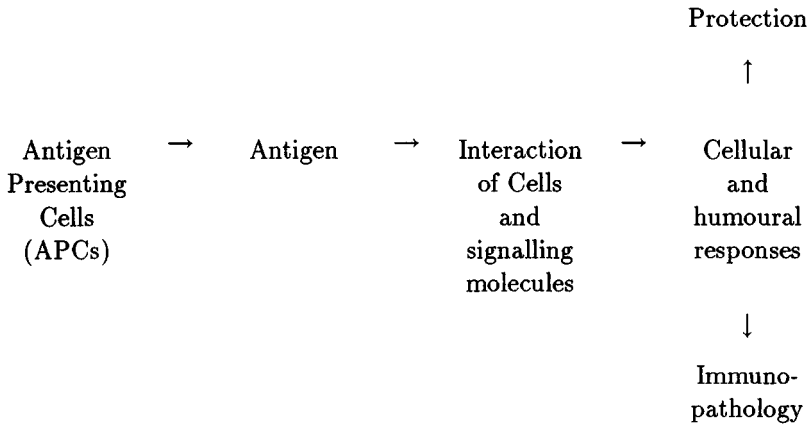 Protection
↑
Antigen
Presenting
Cells
(APCs)
→
Antigen
→
Interaction
of Cells
and
signalling
molecules
→
Cellular
and
humoural
responses
↓
Immuno-
pathology